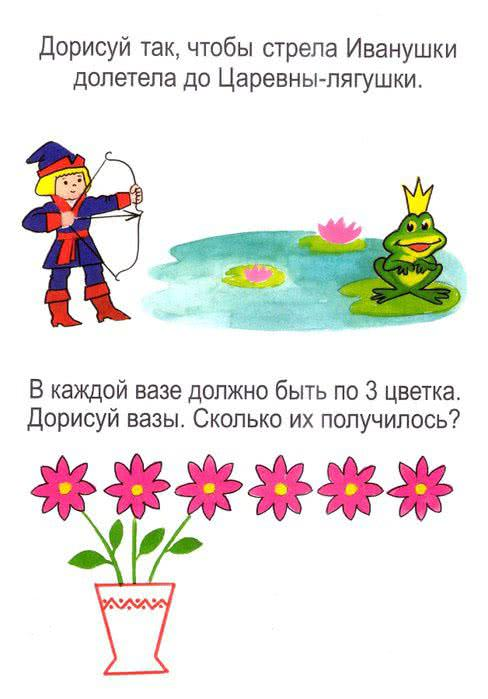 Дорисуй так, чтобы стрела Иванушки
долетела до Царевны-лягушки.
В каждой вазе должно быть по 3 цветка.
Дорисуй вазы. Сколько их получилось?